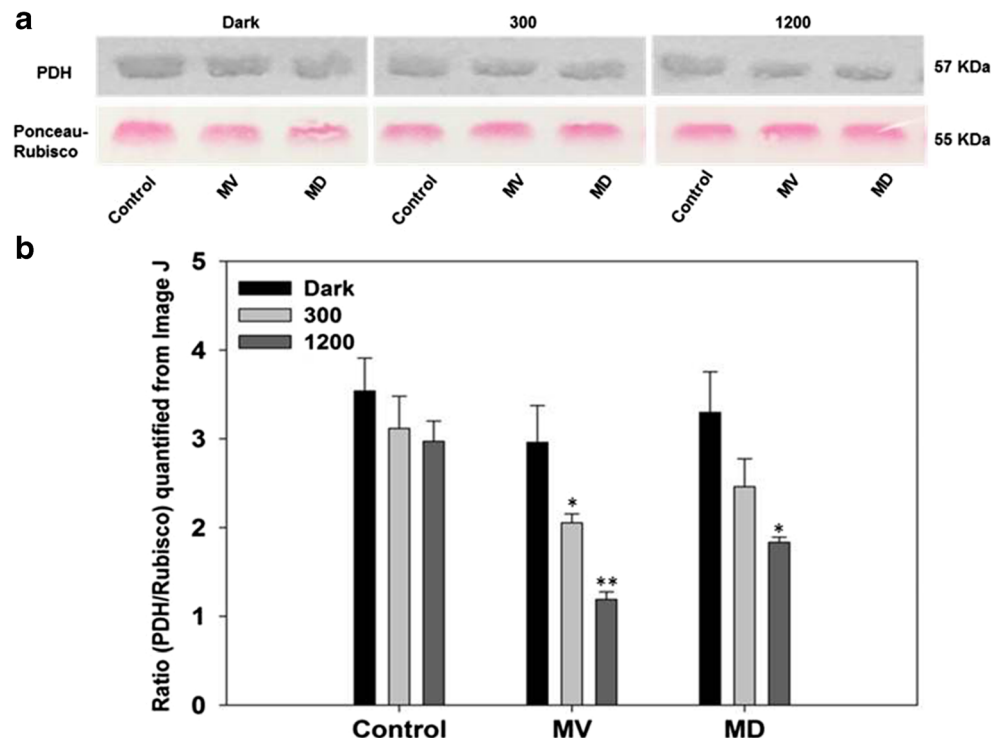 a
Dark 300 1200
PDH
57 KDa
Ponceau-
Rubisco
55 KDa
Control MV MD Control MV MD Control MV MD
b
Ratio (PDH/Rubisco) quantified from Image J
5
4
3
2
1
0
Dark
300
1200
*
**
*
Control MV MD